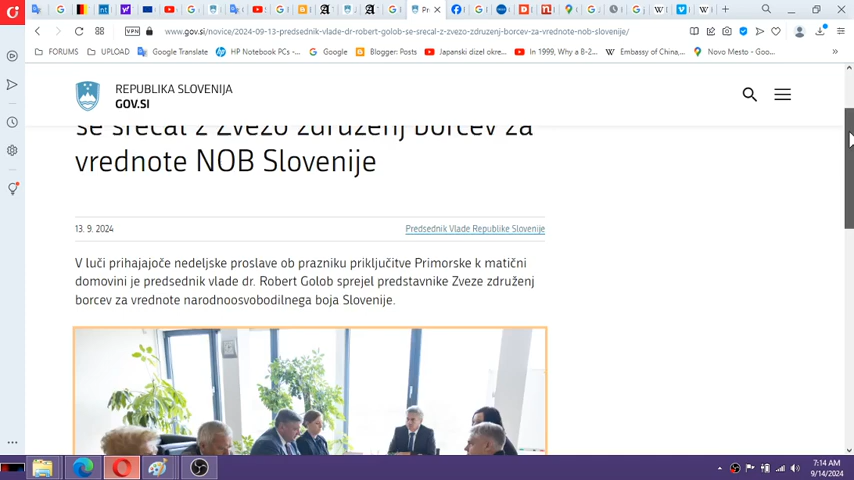 www.gov.si/novice/2024-09-13-predsednik-vlade-dr-robert-golob-se-srecal-z-zvezo-zdruzenj-borcev-za-vrednote-nob-slovenije/
FORUMS UPLOAD Google Translate HP Notebook PC -... Google Blogger: Posts Japanski dizel okre... In 1999, Why a B-2... Embassy of China,... Novo Mesto - Goo...
REPUBLIKA SLOVENIJA
GOV.SI
se srečal z Zvezo združenj borcev za
vrednote NOB Slovenije
13. 9. 2024 Predsednik Vlade Republike Slovenije
V luči prihajajoče nedeljske proslave ob prazniku priključitve Primorske k matični
domovini je predsednik vlade dr. Robert Golob sprejel predstavnike Zveze združenj
borcev za vrednote narodnoosvobodilnega boja Slovenije.
7:14 AM
9/14/2024